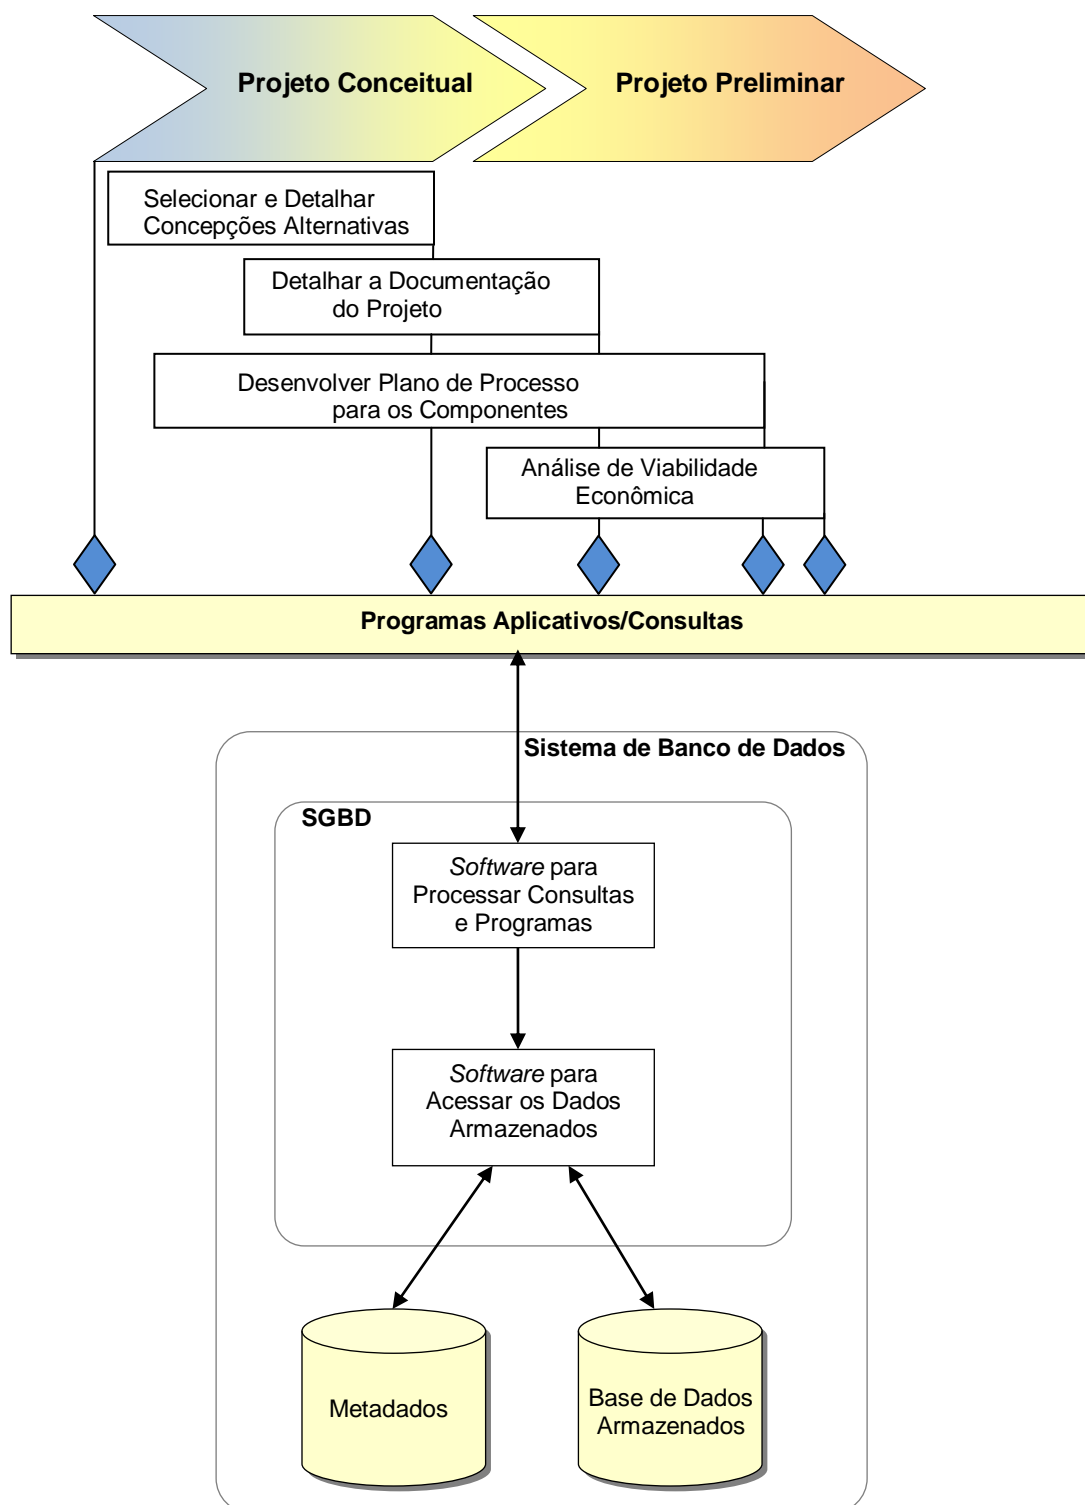 Projeto Conceitual
Projeto Preliminar
Selecionar e Detalhar
Concepções Alternativas
Detalhar a Documentação
do Projeto
Desenvolver Plano de Processo
para os Componentes
Análise de Viabilidade
Econômica
Programas Aplicativos/Consultas
Sistema de Banco de Dados
SGBD
Software para
Processar Consultas
e Programas
Software para
Acessar os Dados
Armazenados
Metadados
Base de Dados
Armazenados